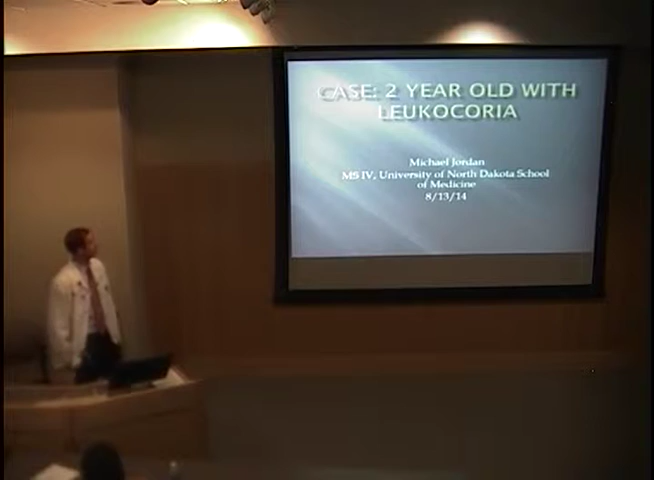 CASE: 2 YEAR OLD WITH
LEUKOCORIA
Michael Jordan
MS IV, University of North Dakota School
of Medicine
8/13/14